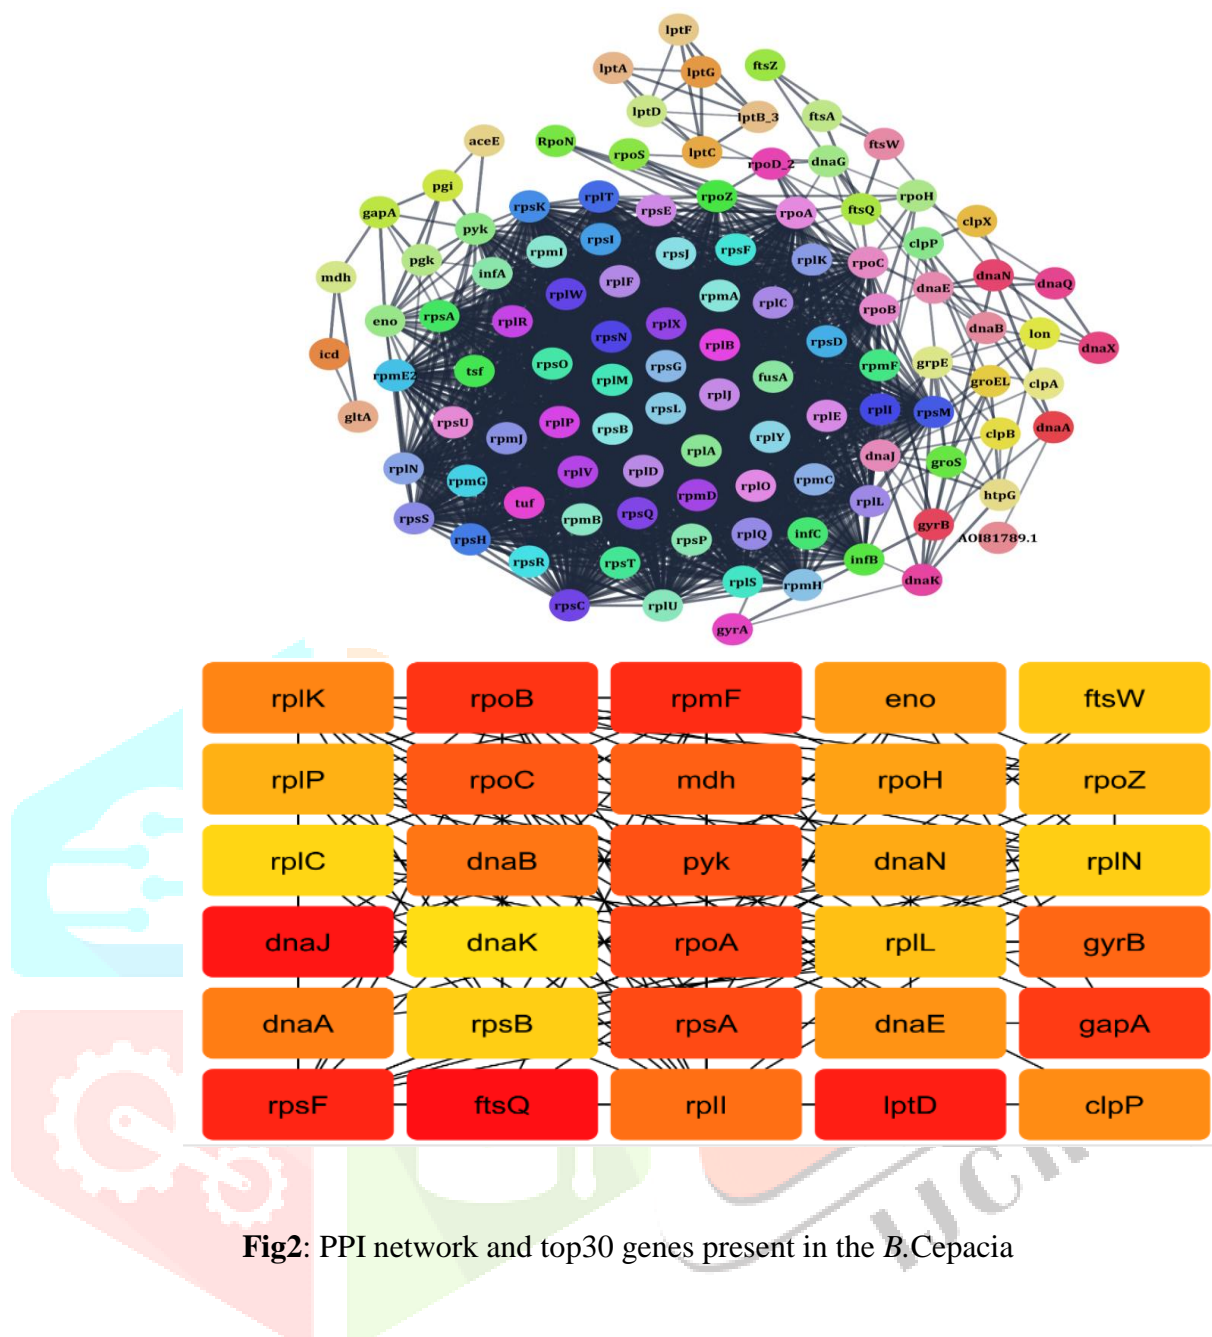 lptF
lptA
lptG
ftsZ
lptD
lptB_3
ftsA
aceE
RpoN
rpoS
lptC
rpoD_2
dnaG
ftsW
pgi
gapA
rpsK
rplT
rpsE
rpoZ
rpoA
ftsQ
rpoH
clpX
pyk
pgk
infA
rpmI
rpsI
rpsJ
rpsF
rplK
rpoC
clpP
mdh
rplW
rplF
rpmA
rplC
dnaE
dnaN
dnaQ
eno
rpsA
rplR
rpsN
rplX
rplB
rpsD
rpoB
dnaB
lon
dnaX
icd
rpmE2
tsf
rpsO
rplM
rpsG
fusA
rpmF
grpE
groEL
clpA
gltA
rpsU
rpmJ
rplP
rpsB
rpsL
rplJ
rplE
rplI
rpsM
clpB
dnaA
rplN
rpmG
rplV
rplD
rplA
rplY
rplO
rpmC
dnaJ
groS
htpG
rpsS
tuf
rpmB
rpsQ
rpmD
rplQ
infC
rplL
gyrB
AOI81789.1
rpsH
rpsR
rpsT
rpsP
rplS
rpmH
infB
dnaK
rpsC
rplU
gyrA
rplK rpoB rpmF eno ftsW
rplP rpoC mdh rpoH rpoZ
rplC dnaB pyk dnaN rplN
dnaJ dnaK rpoA rplL gyrB
dnaA rpsB rpsA dnaE gapA
rpsF ftsQ rplI lptD clpP
Fig2: PPI network and top30 genes present in the B.Cepacia